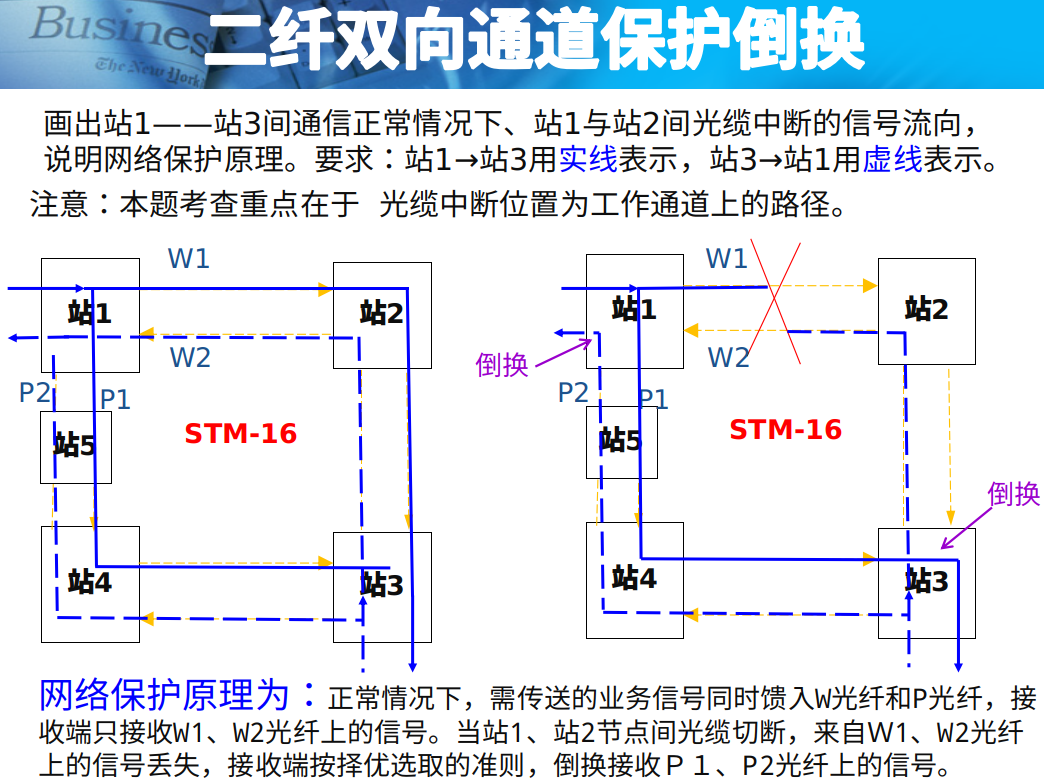 Business
The New York
二纤双向通道保护倒换
画出站1——站3间通信正常情况下、站1与站2间光缆中断的信号流向，
说明网络保护原理。要求：站1→站3用实线表示，站3→站1用虚线表示。
注意：本题考查重点在于 光缆中断位置为工作通道上的路径。
W1
站1
站2
W2
P2
P1
站5
STM-16
站4
站3
W1
站1
站2
倒换
W2
P2
P1
站5
STM-16
倒换
站4
站3
网络保护原理为：正常情况下，需传送的业务信号同时馈入W光纤和P光纤，接
收端只接收W1、W2光纤上的信号。当站1、站2节点间光缆切断，来自Ｗ1、W2光纤
上的信号丢失，接收端按择优选取的准则，倒换接收Ｐ１、P2光纤上的信号。